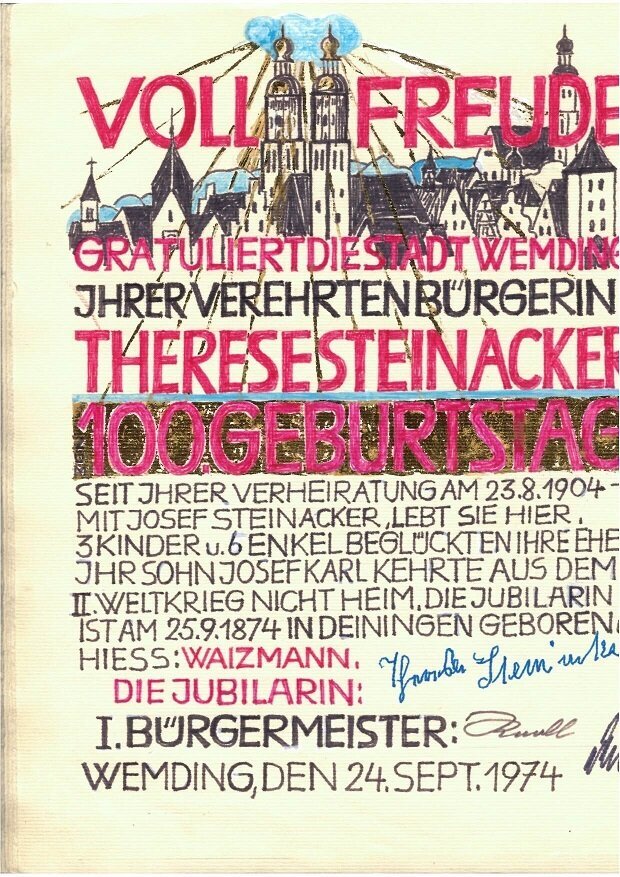 VOLL FREUDE
GRATULIERT DIE STADT WEMDING
JHRER VEREHRTEN BÜRGERIN
THERESE STEINACKER
ZUM 100. GEBURTSTAG
SEIT JHRER VERHEIRATUNG AM 23.8.1904 -
MIT JOSEF STEINACKER, LEBT SIE HIER.
3 KINDER u. 6 ENKEL BEGLÜCKTEN IHRE EHE
JHR SOHN JOSEF KARL KEHRTE AUS DEM
II. WELTKRIEG NICHT HEIM. DIE JUBILARIN
IST AM 25.9.1874 IN DEININGEN GEBOREN
HIESS: WAIZMANN.
DIE JUBILARIN:
I. BÜRGERMEISTER:
WEMDING, DEN 24. SEPT. 1974